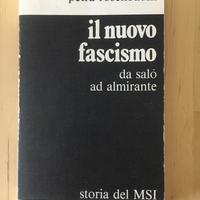 il nuovo
fascismo
da salò
ad almirante
storia del MSI